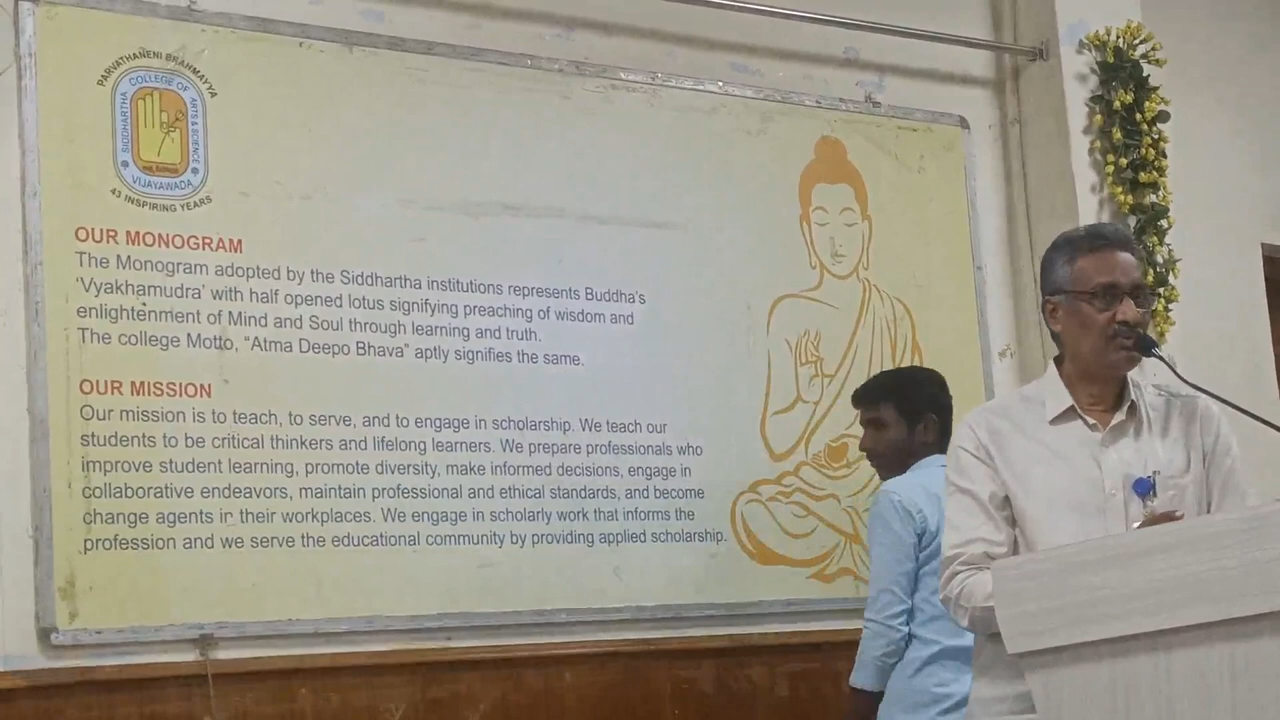 PARVATHANENI BRAHMAYYA
SIDDHARTHA COLLEGE OF ARTS & SCIENCE
VIJAYAWADA
43 INSPIRING YEARS
OUR MONOGRAM
The Monogram adopted by the Siddhartha institutions represents Buddha's
'Vyakhamudra' with half opened lotus signifying preaching of wisdom and
enlightenment of Mind and Soul through learning and truth.
The college Motto, “Atma Deepo Bhava” aptly signifies the same.
OUR MISSION
Our mission is to teach, to serve, and to engage in scholarship. We teach our
students to be critical thinkers and lifelong learners. We prepare professionals who
improve student learning, promote diversity, make informed decisions, engage in
collaborative endeavors, maintain professional and ethical standards, and become
change agents in their workplaces. We engage in scholarly work that informs the
profession and we serve the educational community by providing applied scholarship.